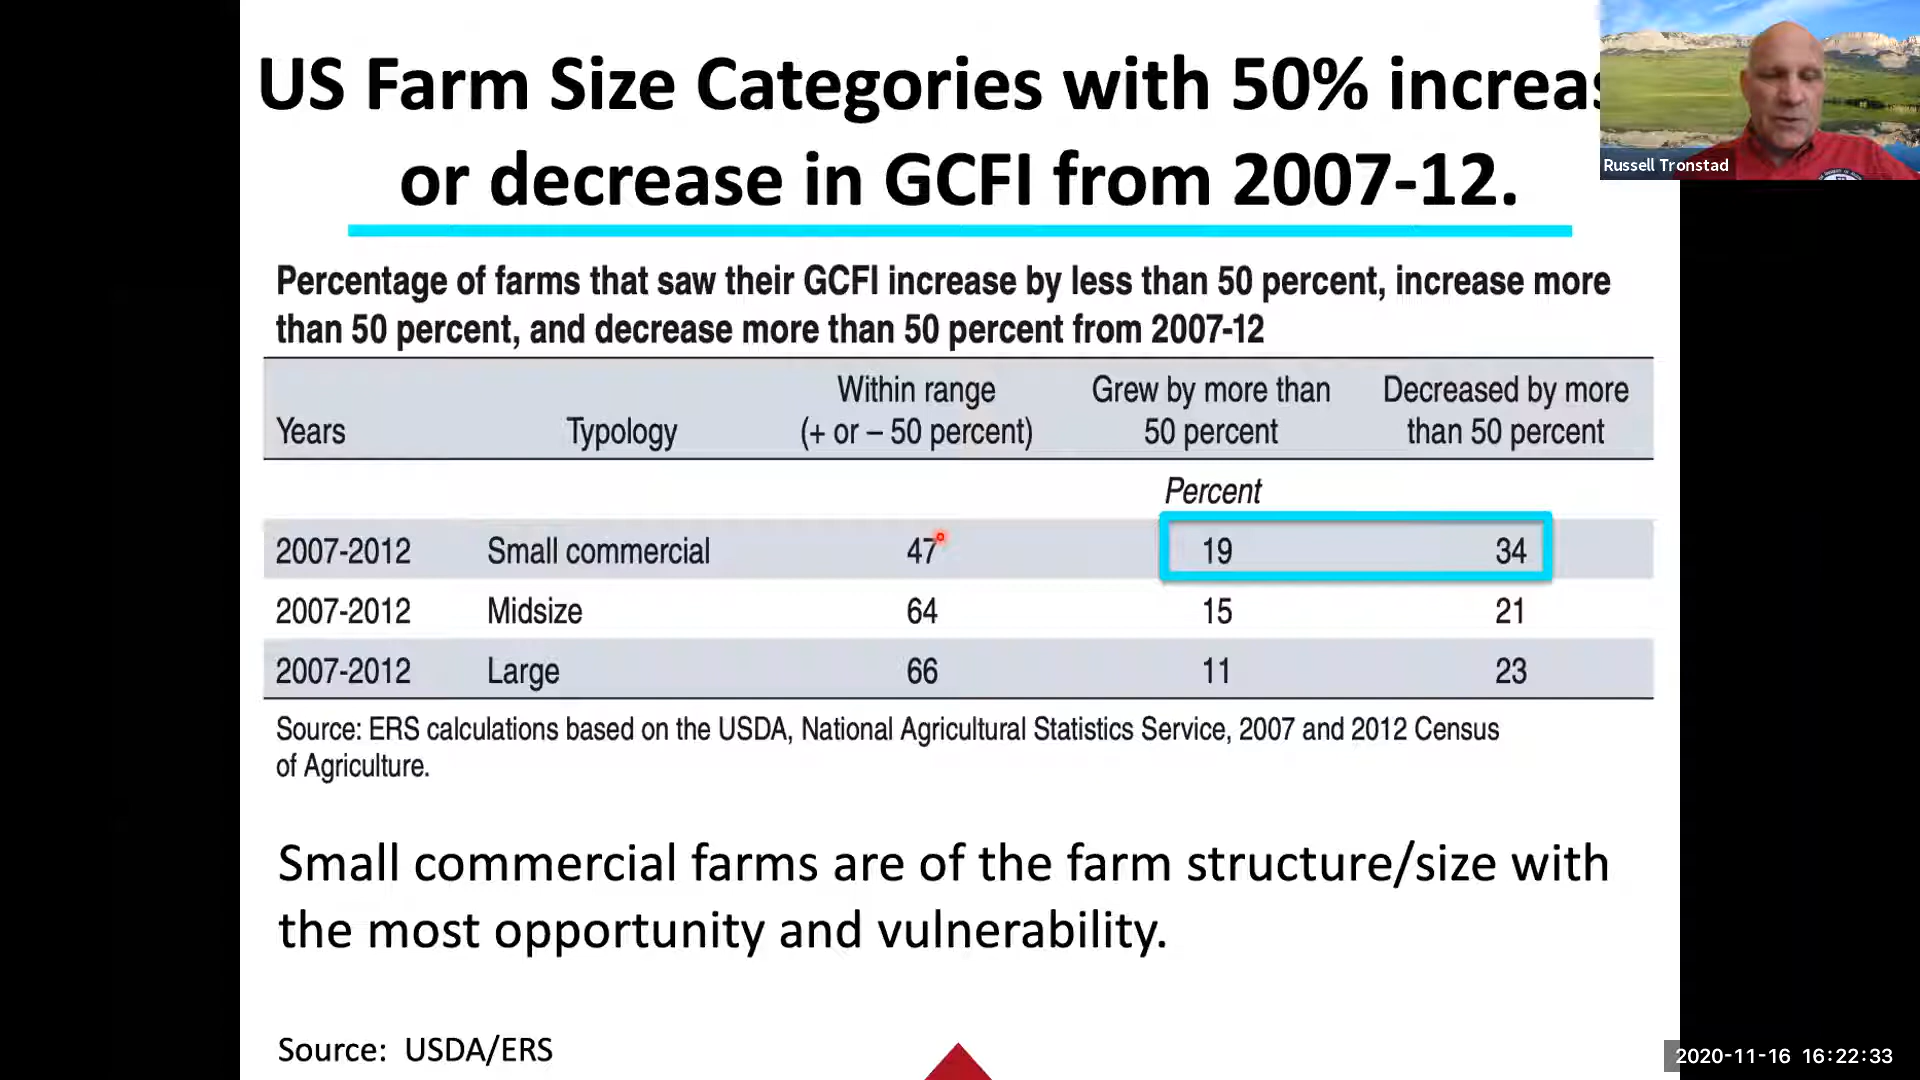 US Farm Size Categories with 50% increas
or decrease in GCFI from 2007-12.
Russell Tronstad
Percentage of farms that saw their GCFI increase by less than 50 percent, increase more
than 50 percent, and decrease more than 50 percent from 2007-12
Years Typology Within range (+ or – 50 percent) Grew by more than 50 percent Decreased by more than 50 percent
Percent
2007-2012 Small commercial 47 19 34
2007-2012 Midsize 64 15 21
2007-2012 Large 66 11 23
Source: ERS calculations based on the USDA, National Agricultural Statistics Service, 2007 and 2012 Census
of Agriculture.
Small commercial farms are of the farm structure/size with
the most opportunity and vulnerability.
Source: USDA/ERS
2020-11-16 16:22:33